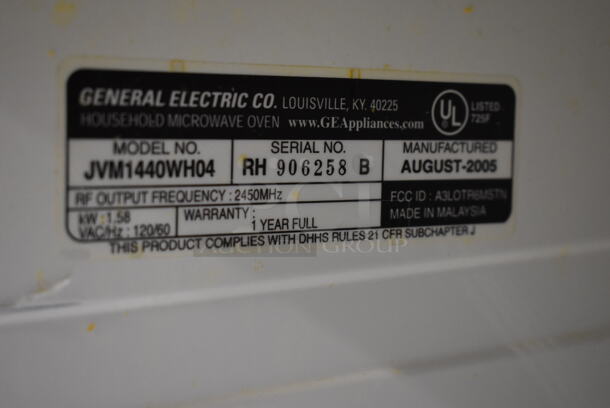 GENERAL ELECTRIC CO. LOUISVILLE, KY. 40225
HOUSEHOLD MICROWAVE OVEN www.GEAppliances.com
UL
LISTED
725F
MODEL NO.
JVM1440WH04
SERIAL NO.
RH 906258 B
MANUFACTURED
AUGUST-2005
RF OUTPUT FREQUENCY : 2450MHz
kW : 1.58
VAC/Hz : 120/60
WARRANTY :
1 YEAR FULL
FCC ID : A3LOTR6MSTN
MADE IN MALAYSIA
THIS PRODUCT COMPLIES WITH DHHS RULES 21 CFR SUBCHAPTER J
AUCTION GROUP